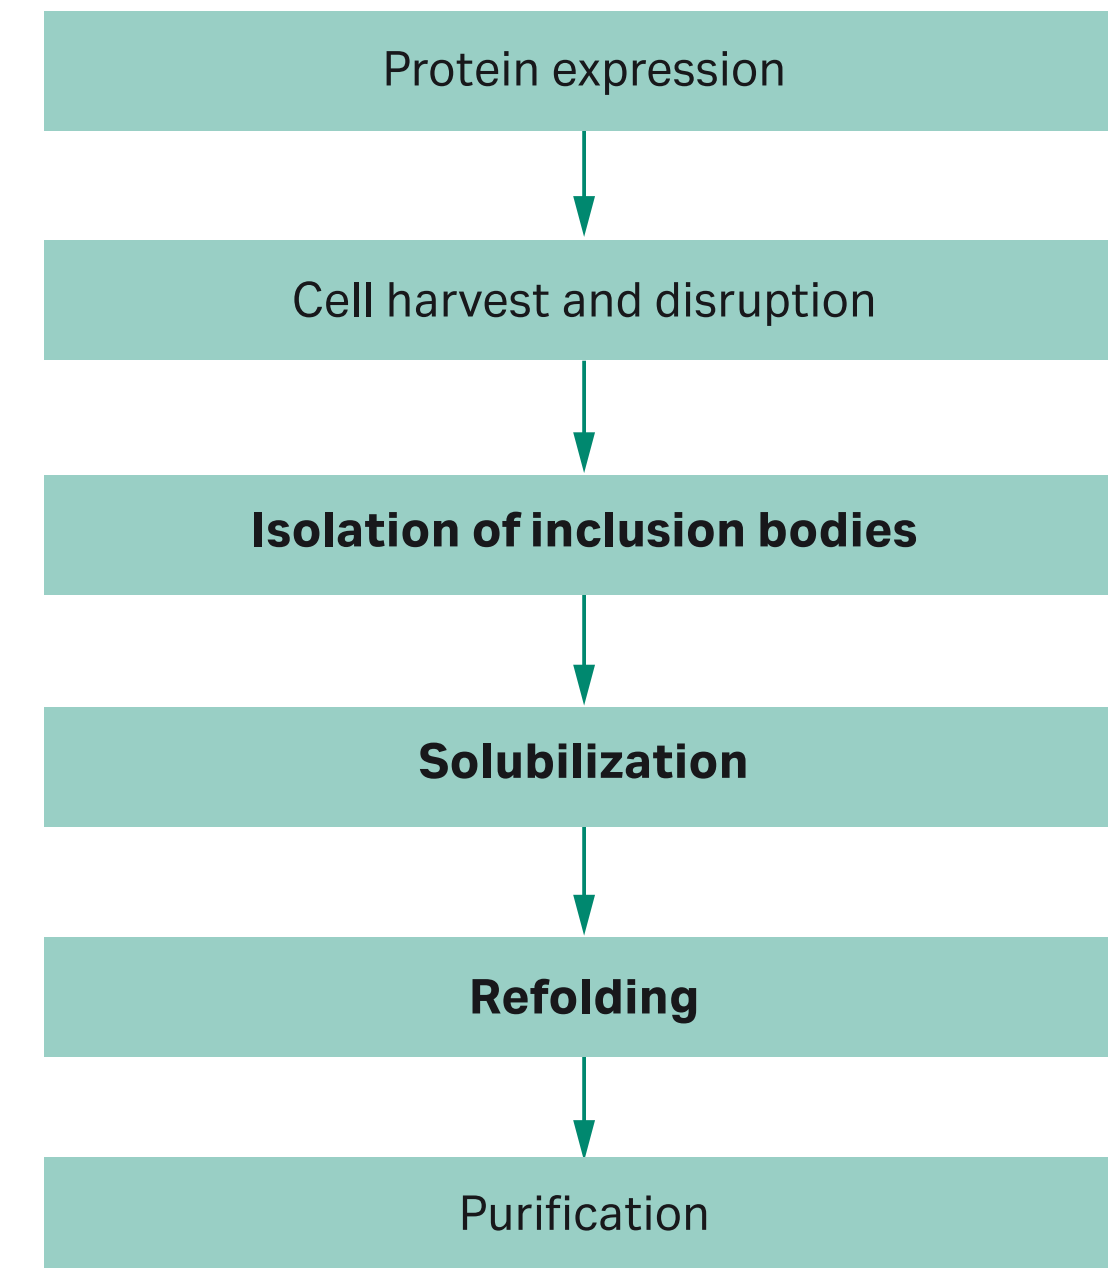 Protein expression
Cell harvest and disruption
Isolation of inclusion bodies
Solubilization
Refolding
Purification